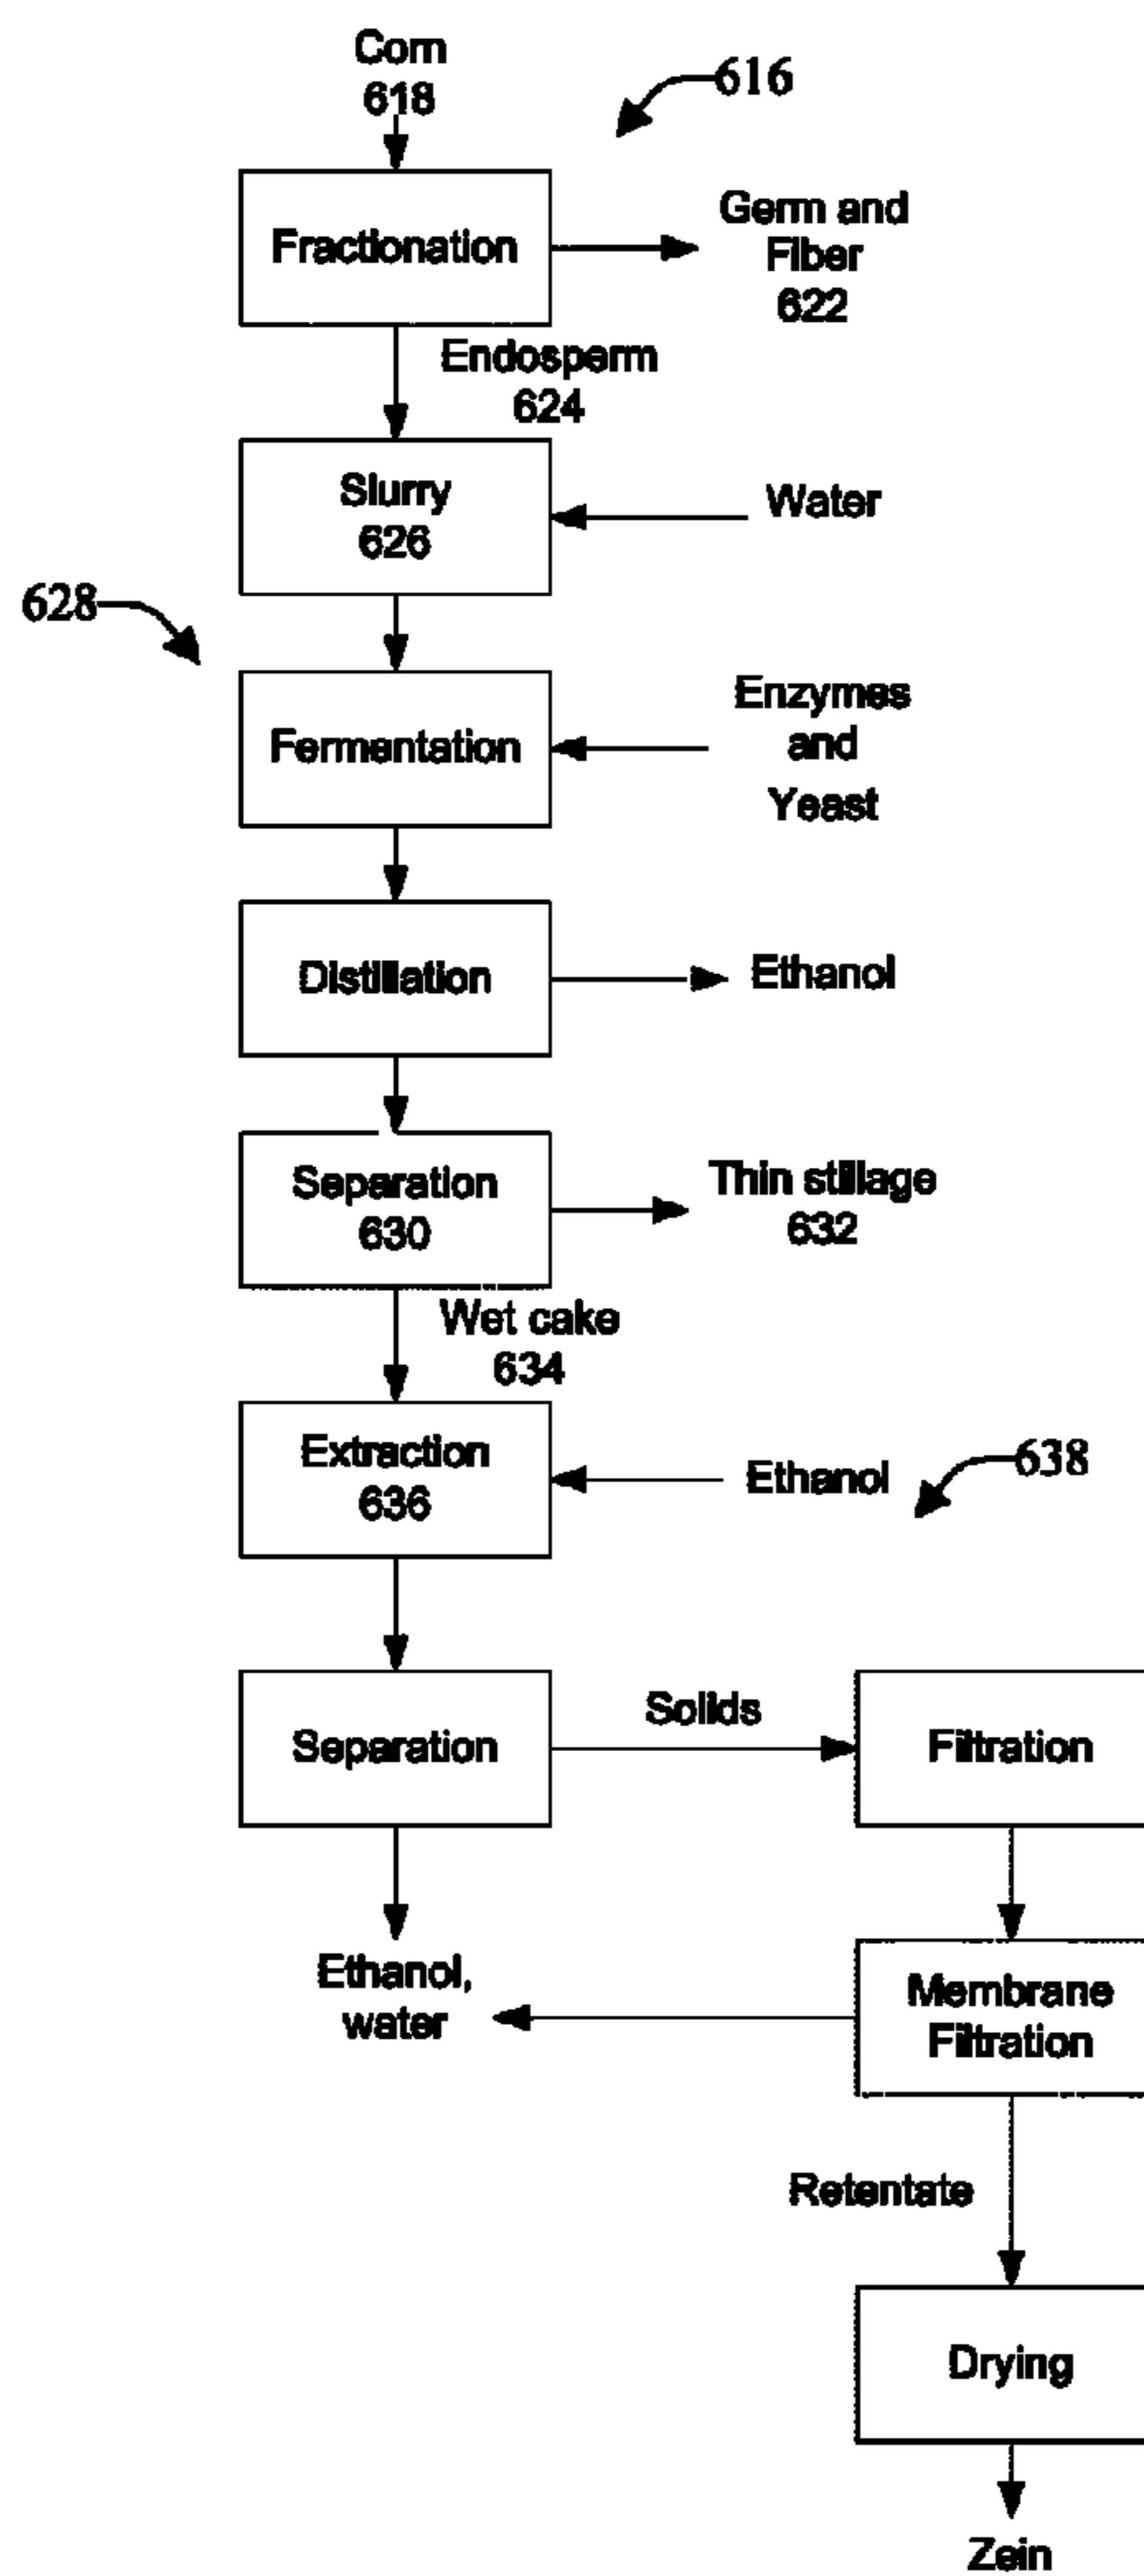 Corn
618
616
Fractionation
Germ and
Fiber
622
Endosperm
624
Slurry
626
Water
628
Fermentation
Enzymes
and
Yeast
Distillation
Ethanol
Separation
630
Thin stillage
632
Wet cake
634
Extraction
636
Ethanol
638
Separation
Solids
Filtration
Ethanol,
water
Membrane
Filtration
Retentate
Drying
Zein